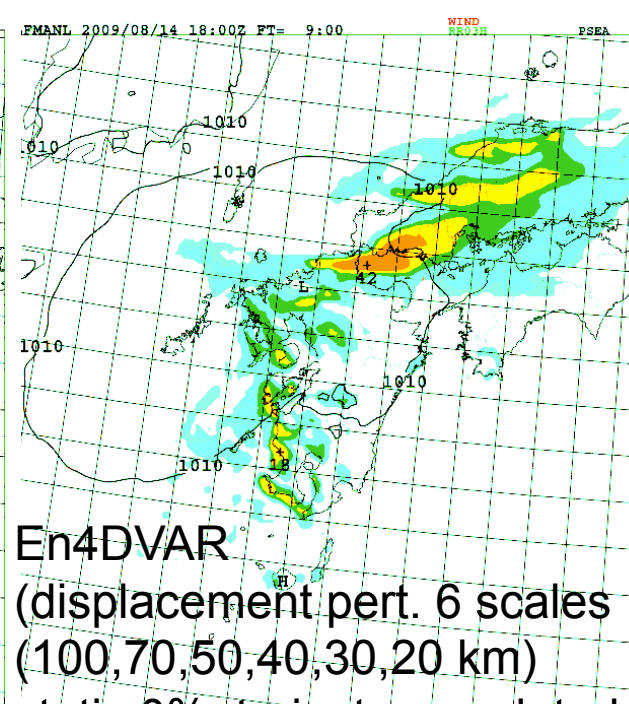 WIND
FMANL 2009/08/14 18:00Z FT= 9:00 RR03H PSEA
1010
010
1010
1010
42
L
1010
1010
1010 18
H
En4DVAR
(displacement pert. 6 scales
(100,70,50,40,30,20 km)